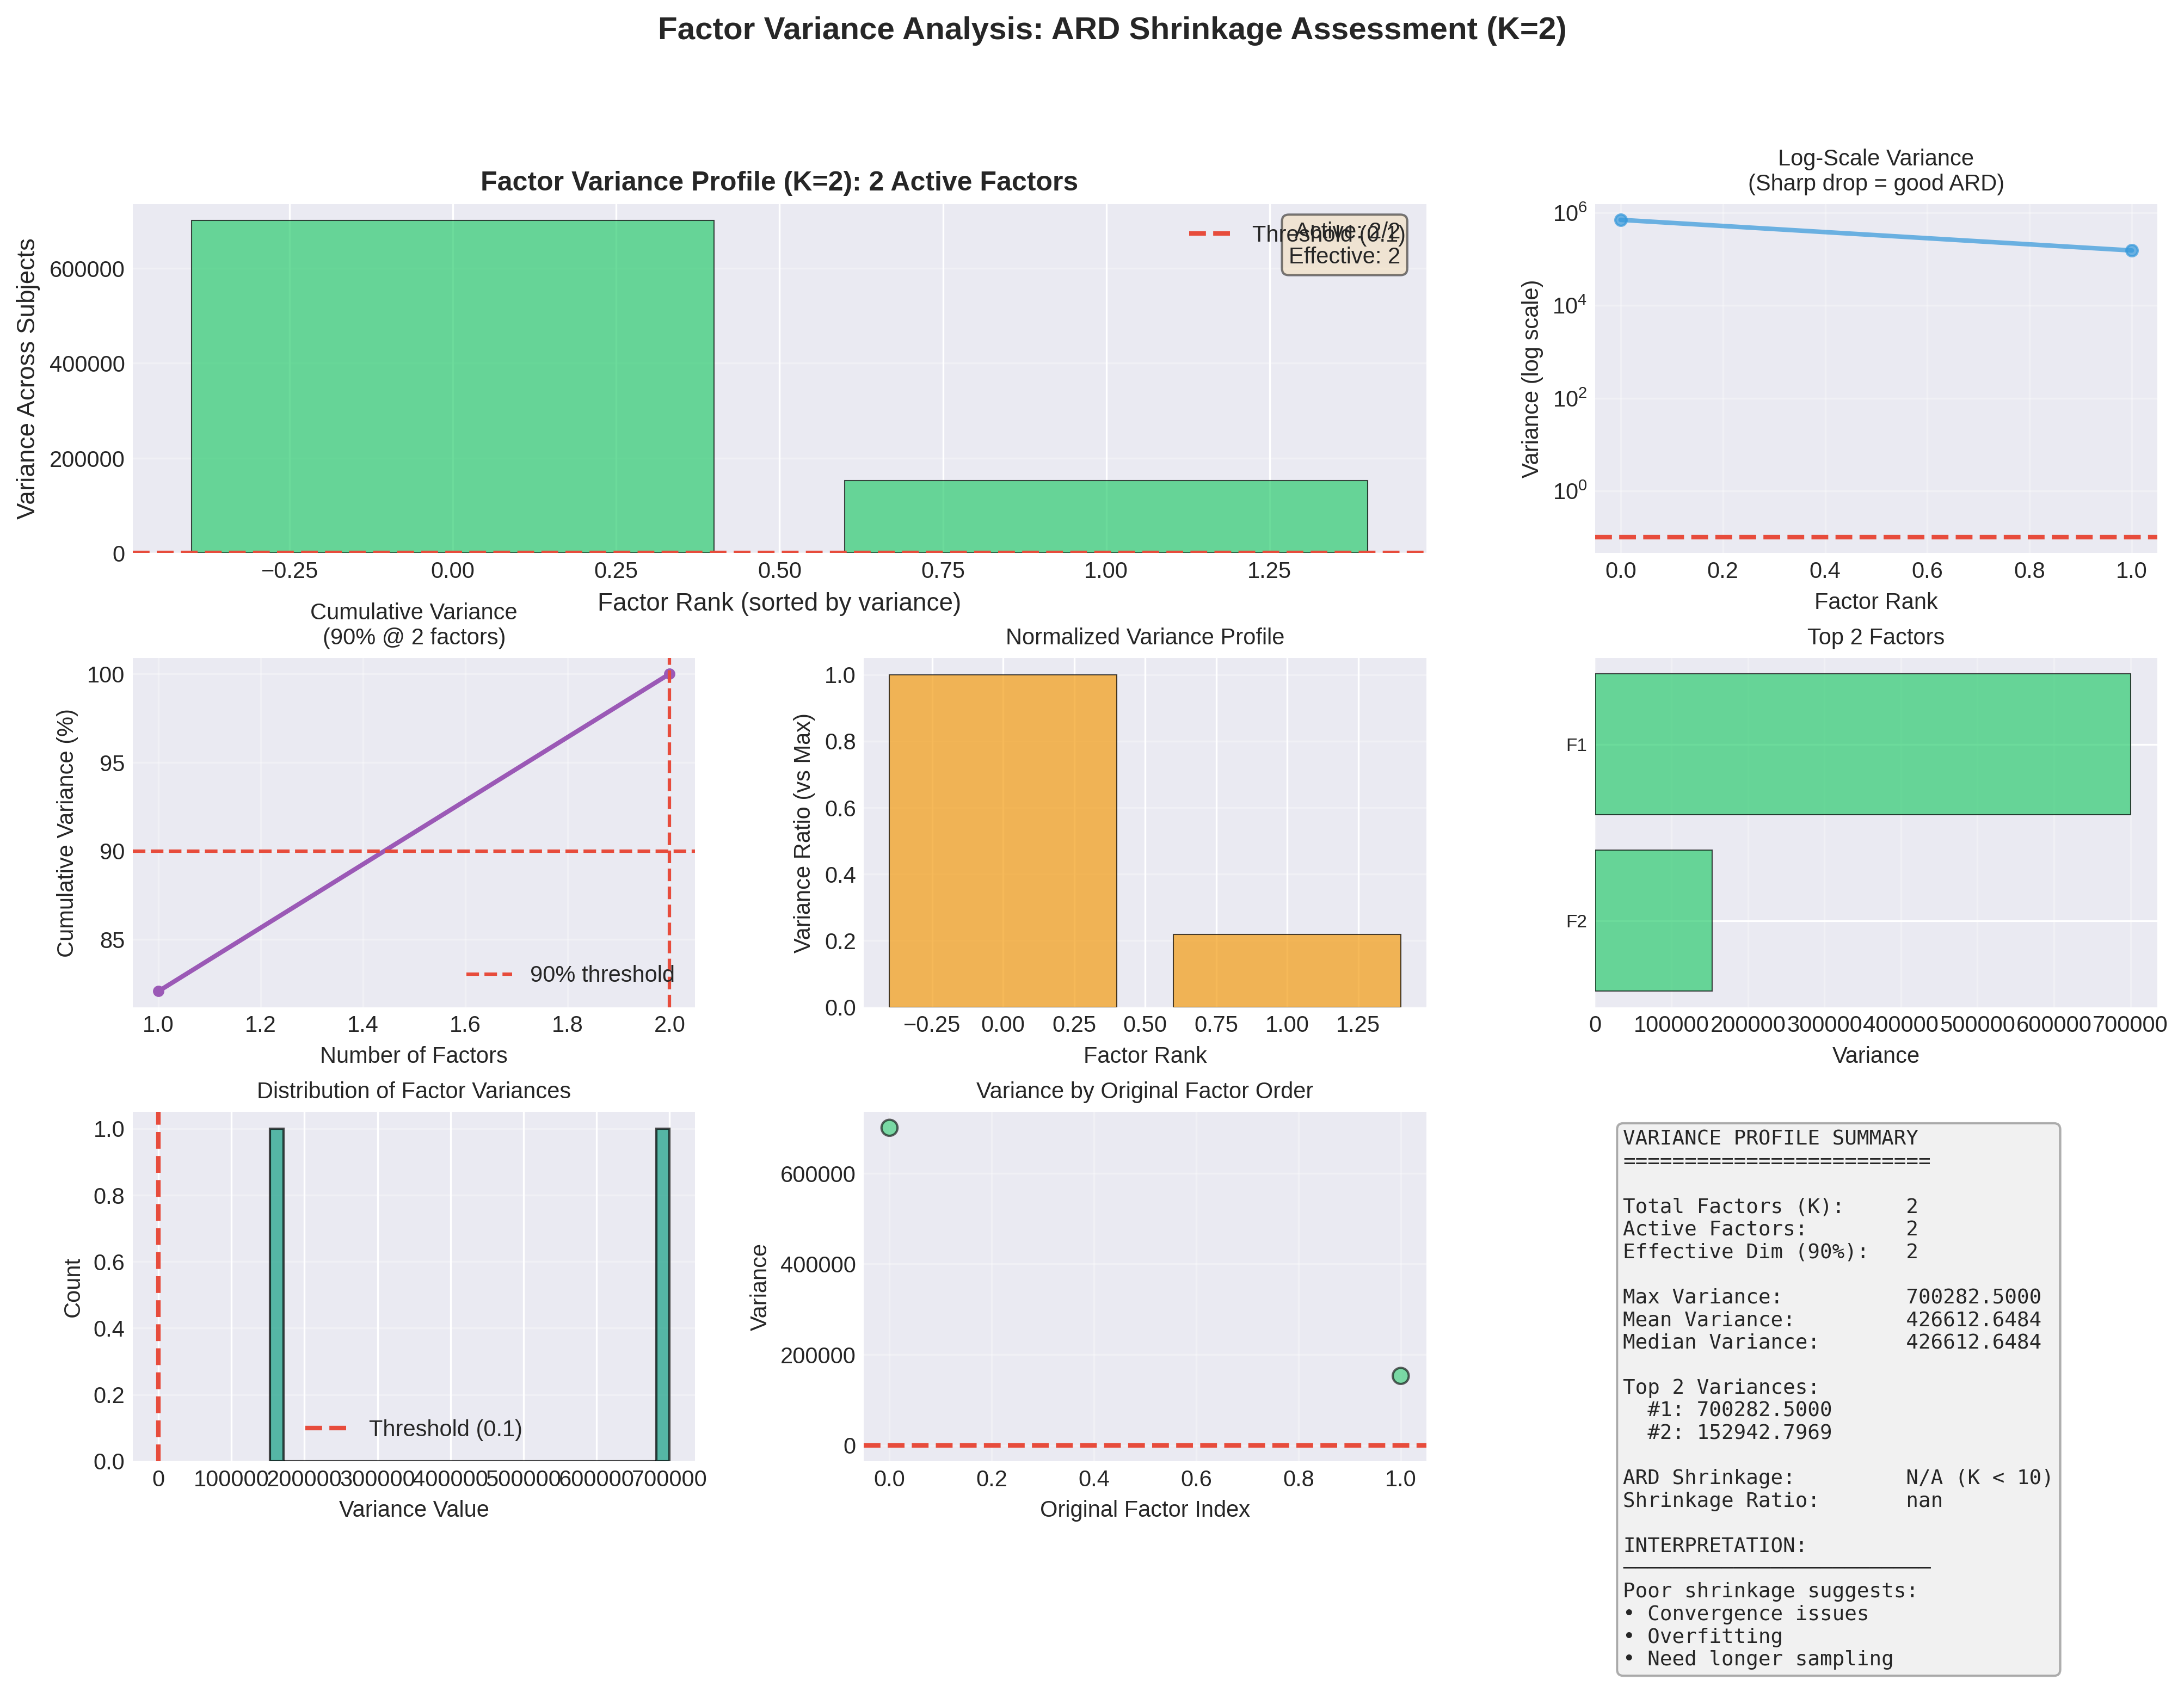 Factor Variance Analysis: ARD Shrinkage Assessment (K=2)
Factor Variance Profile (K=2): 2 Active Factors
Variance Across Subjects
600000
400000
200000
0
−0.25
0.00
0.25
0.50
0.75
1.00
1.25
Factor Rank (sorted by variance)
Threshold (0.1)
Active: 2/2
Effective: 2
Log-Scale Variance
(Sharp drop = good ARD)
Variance (log scale)
10^6
10^4
10^2
10^0
0.0
0.2
0.4
0.6
0.8
1.0
Factor Rank
Cumulative Variance
(90% @ 2 factors)
Cumulative Variance (%)
100
95
90
85
90% threshold
1.0
1.2
1.4
1.6
1.8
2.0
Number of Factors
Normalized Variance Profile
Variance Ratio (vs Max)
1.0
0.8
0.6
0.4
0.2
0.0
−0.25
0.00
0.25
0.50
0.75
1.00
1.25
Factor Rank
Top 2 Factors
F1
F2
0
100000
200000
300000
400000
500000
600000
700000
Variance
Distribution of Factor Variances
Count
1.0
0.8
0.6
0.4
0.2
0.0
Threshold (0.1)
0
100000
200000
300000
400000
500000
600000
700000
Variance Value
Variance by Original Factor Order
Variance
600000
400000
200000
0
0.0
0.2
0.4
0.6
0.8
1.0
Original Factor Index
VARIANCE PROFILE SUMMARY
=========================
Total Factors (K): 2
Active Factors: 2
Effective Dim (90%): 2
Max Variance: 700282.5000
Mean Variance: 426612.6484
Median Variance: 426612.6484
Top 2 Variances:
#1: 700282.5000
#2: 152942.7969
ARD Shrinkage: N/A (K < 10)
Shrinkage Ratio: nan
INTERPRETATION:
─────────────────────────
Poor shrinkage suggests:
• Convergence issues
• Overfitting
• Need longer sampling